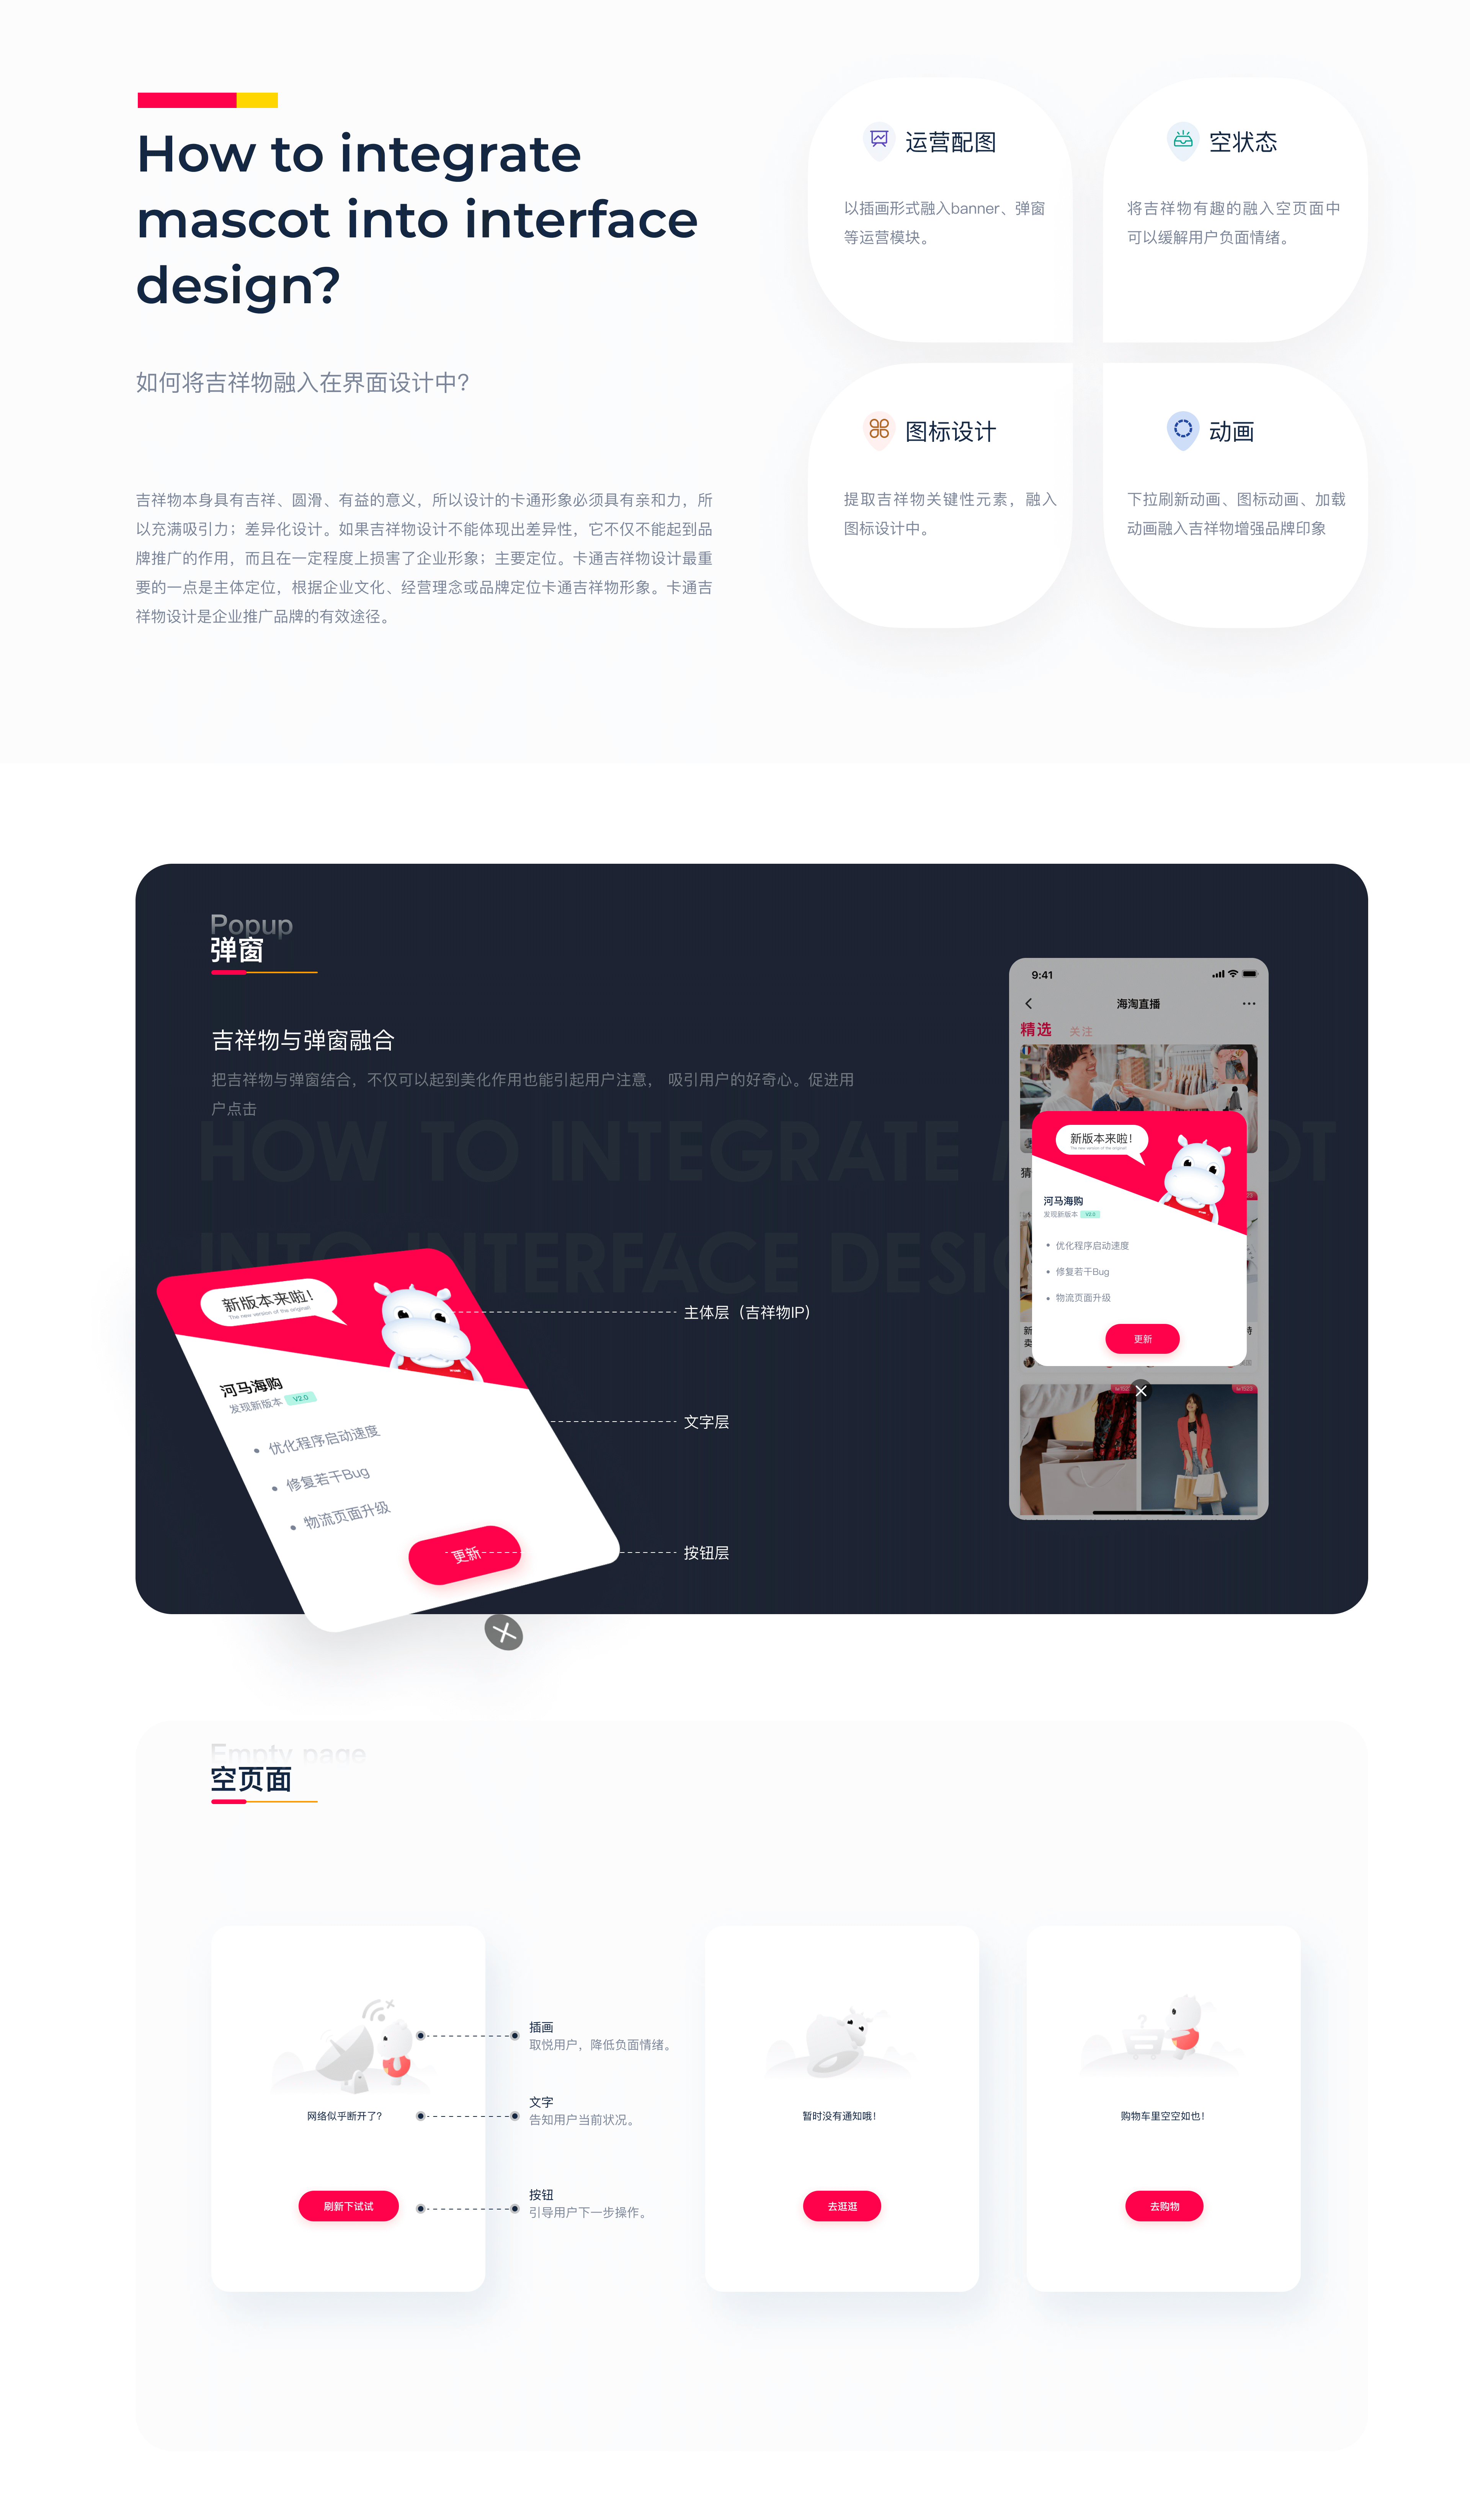 How to integrate
mascot into interface
design?
如何将吉祥物融入在界面设计中?
吉祥物本身具有吉祥、圆滑、有益的意义，所以设计的卡通形象必须具有亲和力，所
以充满吸引力；差异化设计。如果吉祥物设计不能体现出差异性，它不仅不能起到品
牌推广的作用，而且在一定程度上损害了企业形象；主要定位。卡通吉祥物设计最重
要的一点是主体定位，根据企业文化、经营理念或品牌定位卡通吉祥物形象。卡通吉
祥物设计是企业推广品牌的有效途径。
运营配图
以插画形式融入banner、弹窗
等运营模块。
空状态
将吉祥物有趣的融入空页面中
可以缓解用户负面情绪。
图标设计
提取吉祥物关键性元素，融入
图标设计中。
动画
下拉刷新动画、图标动画、加载
动画融入吉祥物增强品牌印象
Popup
弹窗
吉祥物与弹窗融合
把吉祥物与弹窗结合，不仅可以起到美化作用也能引起用户注意， 吸引用户的好奇心。促进用
户点击
HOW TO INTEGRATE
INTO INTERFACE
新版本来啦!
The new version of the original
河马海购
发现新版本 V2.0
优化程序启动速度
修复若干Bug
物流页面升级
更新
主体层（吉祥物IP）
文字层
按钮层
9:41
海淘直播
精选 关注
新版本来啦!
The new version of the original
河马海购
发现新版本 V2.0
优化程序启动速度
修复若干Bug
物流页面升级
更新
猜
新
卖
Empty page
空页面
网络似乎断开了?
刷新下试试
插画
取悦用户，降低负面情绪。
文字
告知用户当前状况。
按钮
引导用户下一步操作。
暂时没有通知哦!
去逛逛
购物车里空空如也!
去购物